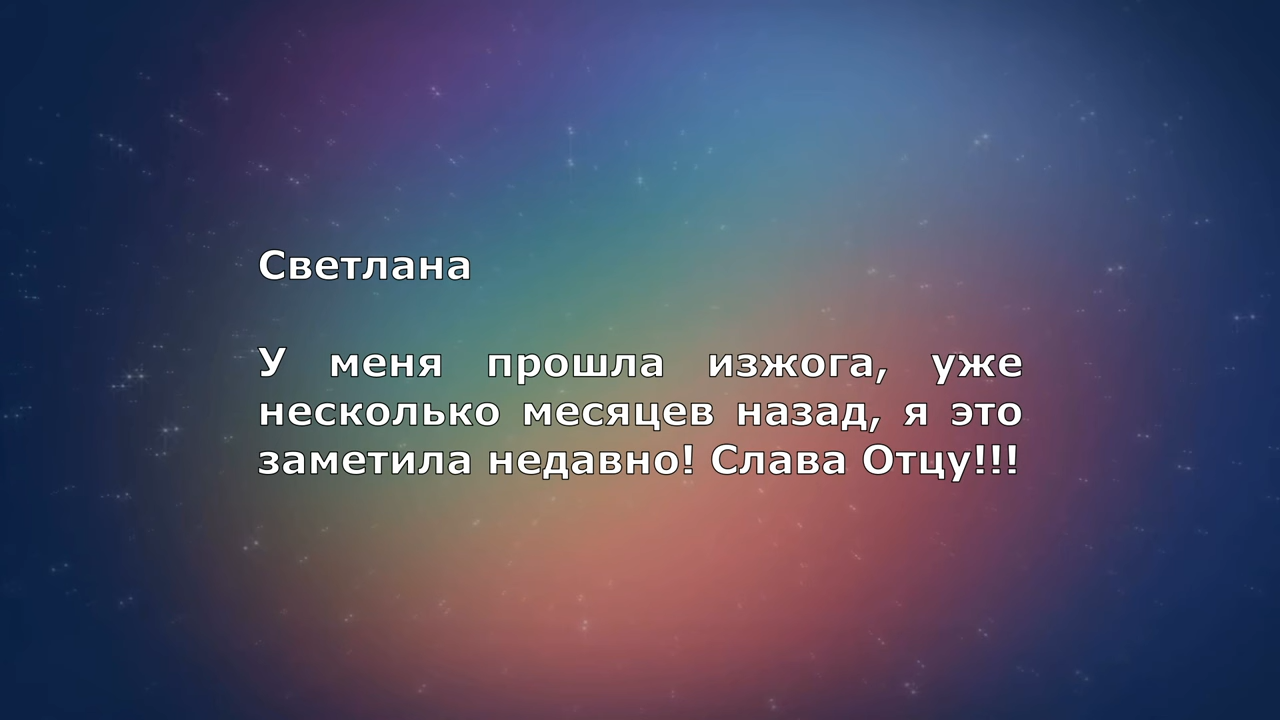 Светлана
У меня прошла изжога, уже
несколько месяцев назад, я это
заметила недавно! Слава Отцу!!!